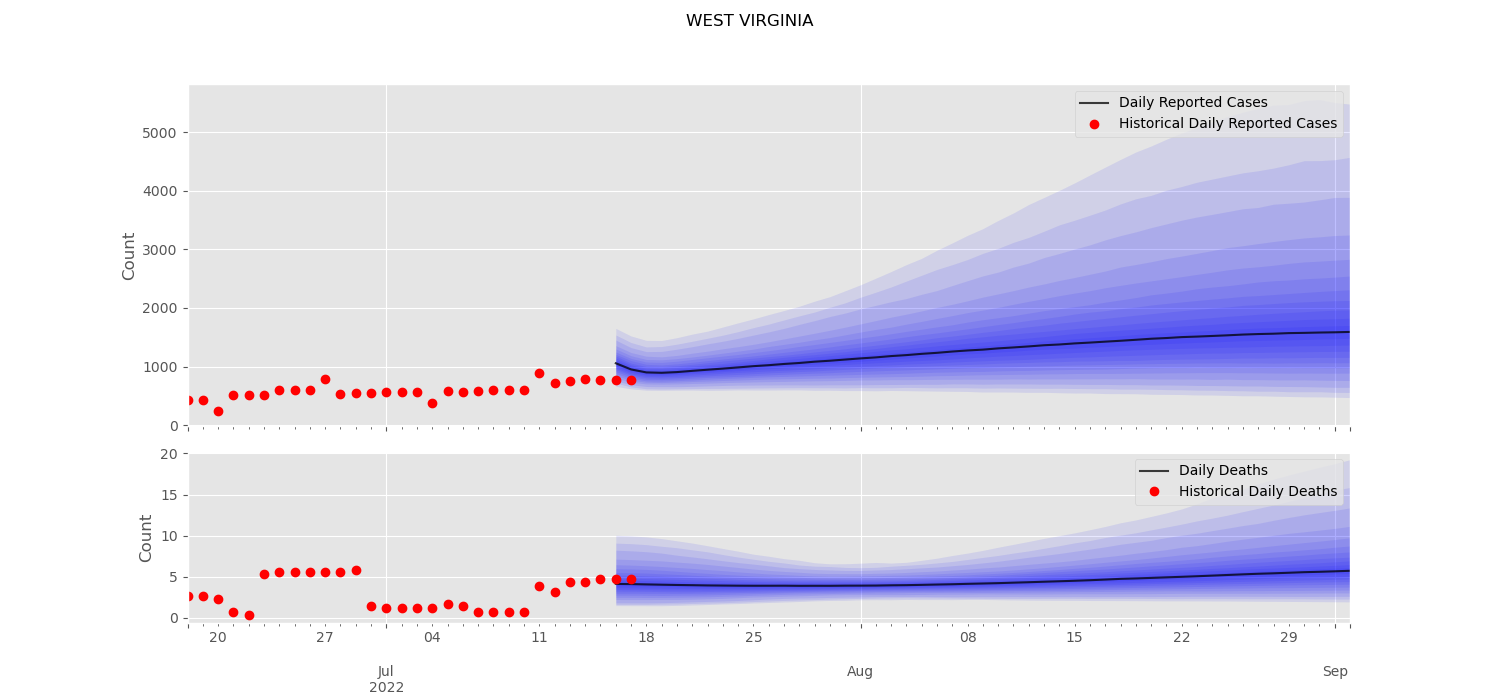 WEST VIRGINIA
Daily Reported Cases
Historical Daily Reported Cases
5000
4000
3000
2000
1000
0
Count
Daily Deaths
Historical Daily Deaths
20
15
10
5
0
Count
20 27 04 11 18 25 08 15 22 29
Jul Aug Sep
2022